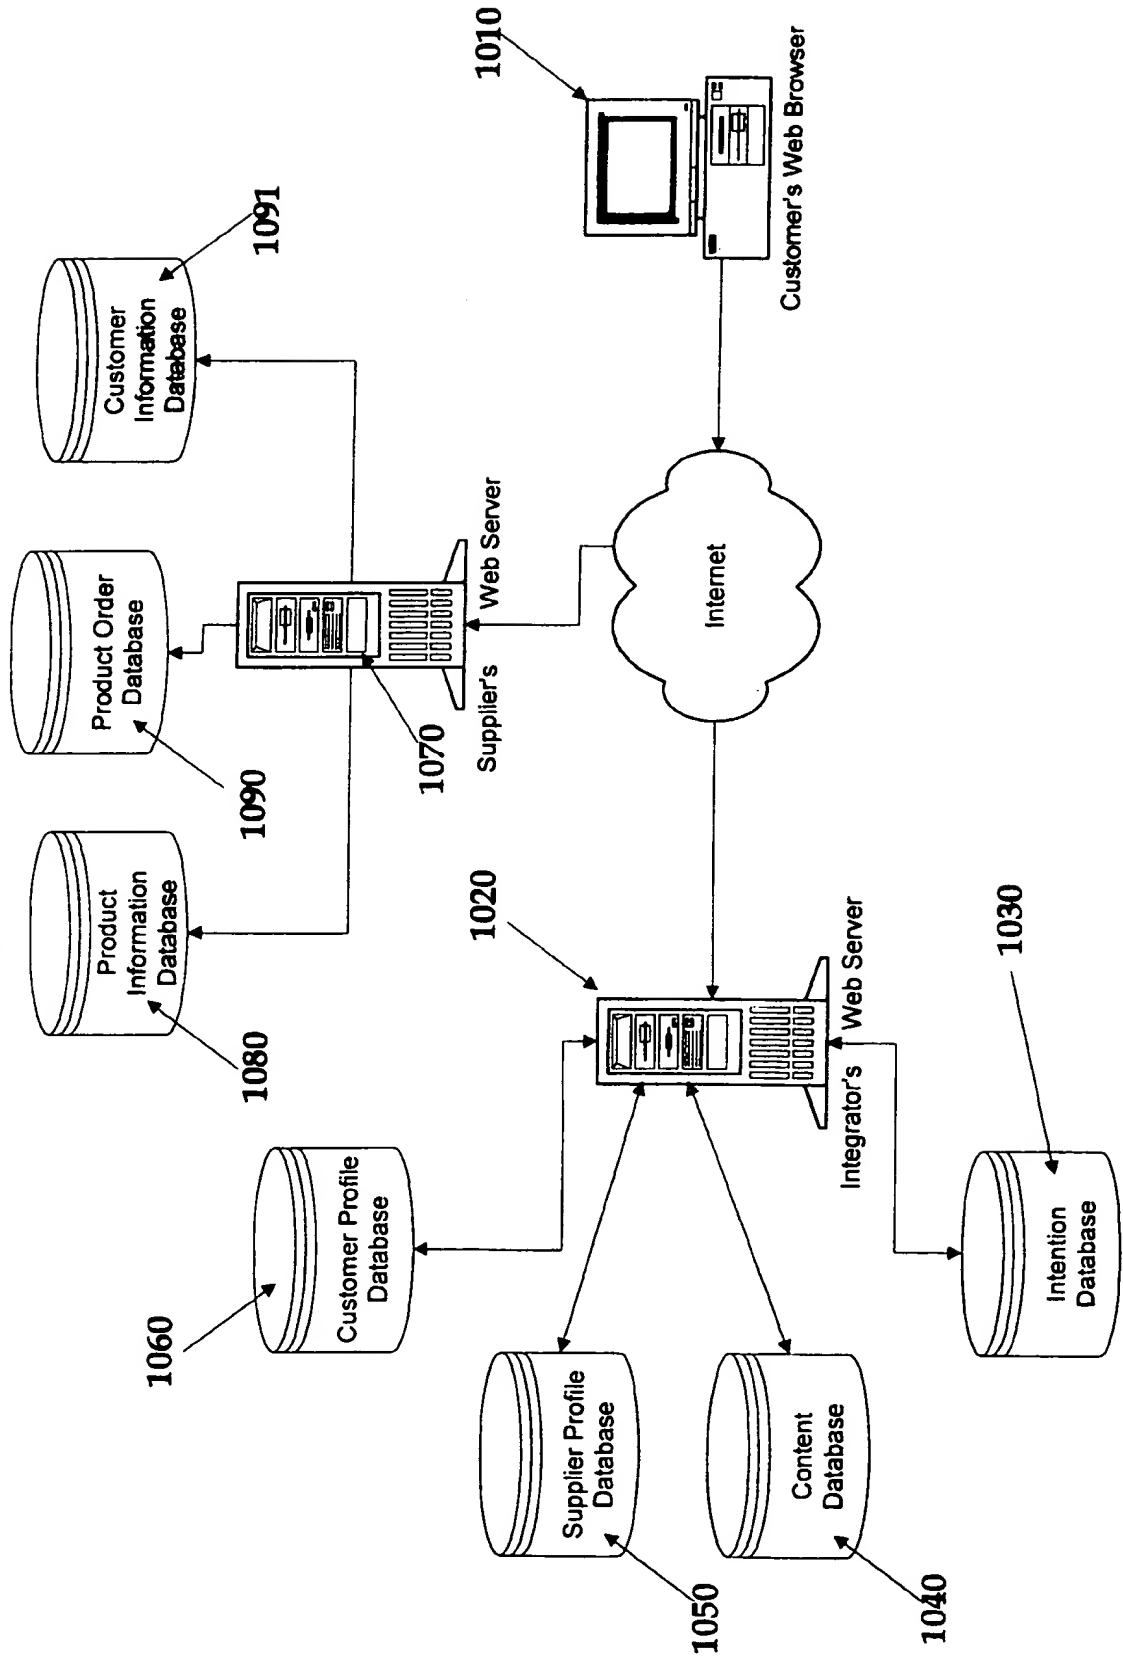 Product Order
Database
Product
Information
Database
Customer
Information
Database
1060
1080
1090
1091
Customer Profile
Database
1070
1020
1010
Supplier's Web Server
Supplier Profile
Database
1050
Internet
Customer's Web Browser
Content
Database
Integrator's Web Server
1040
1030
Intention
Database